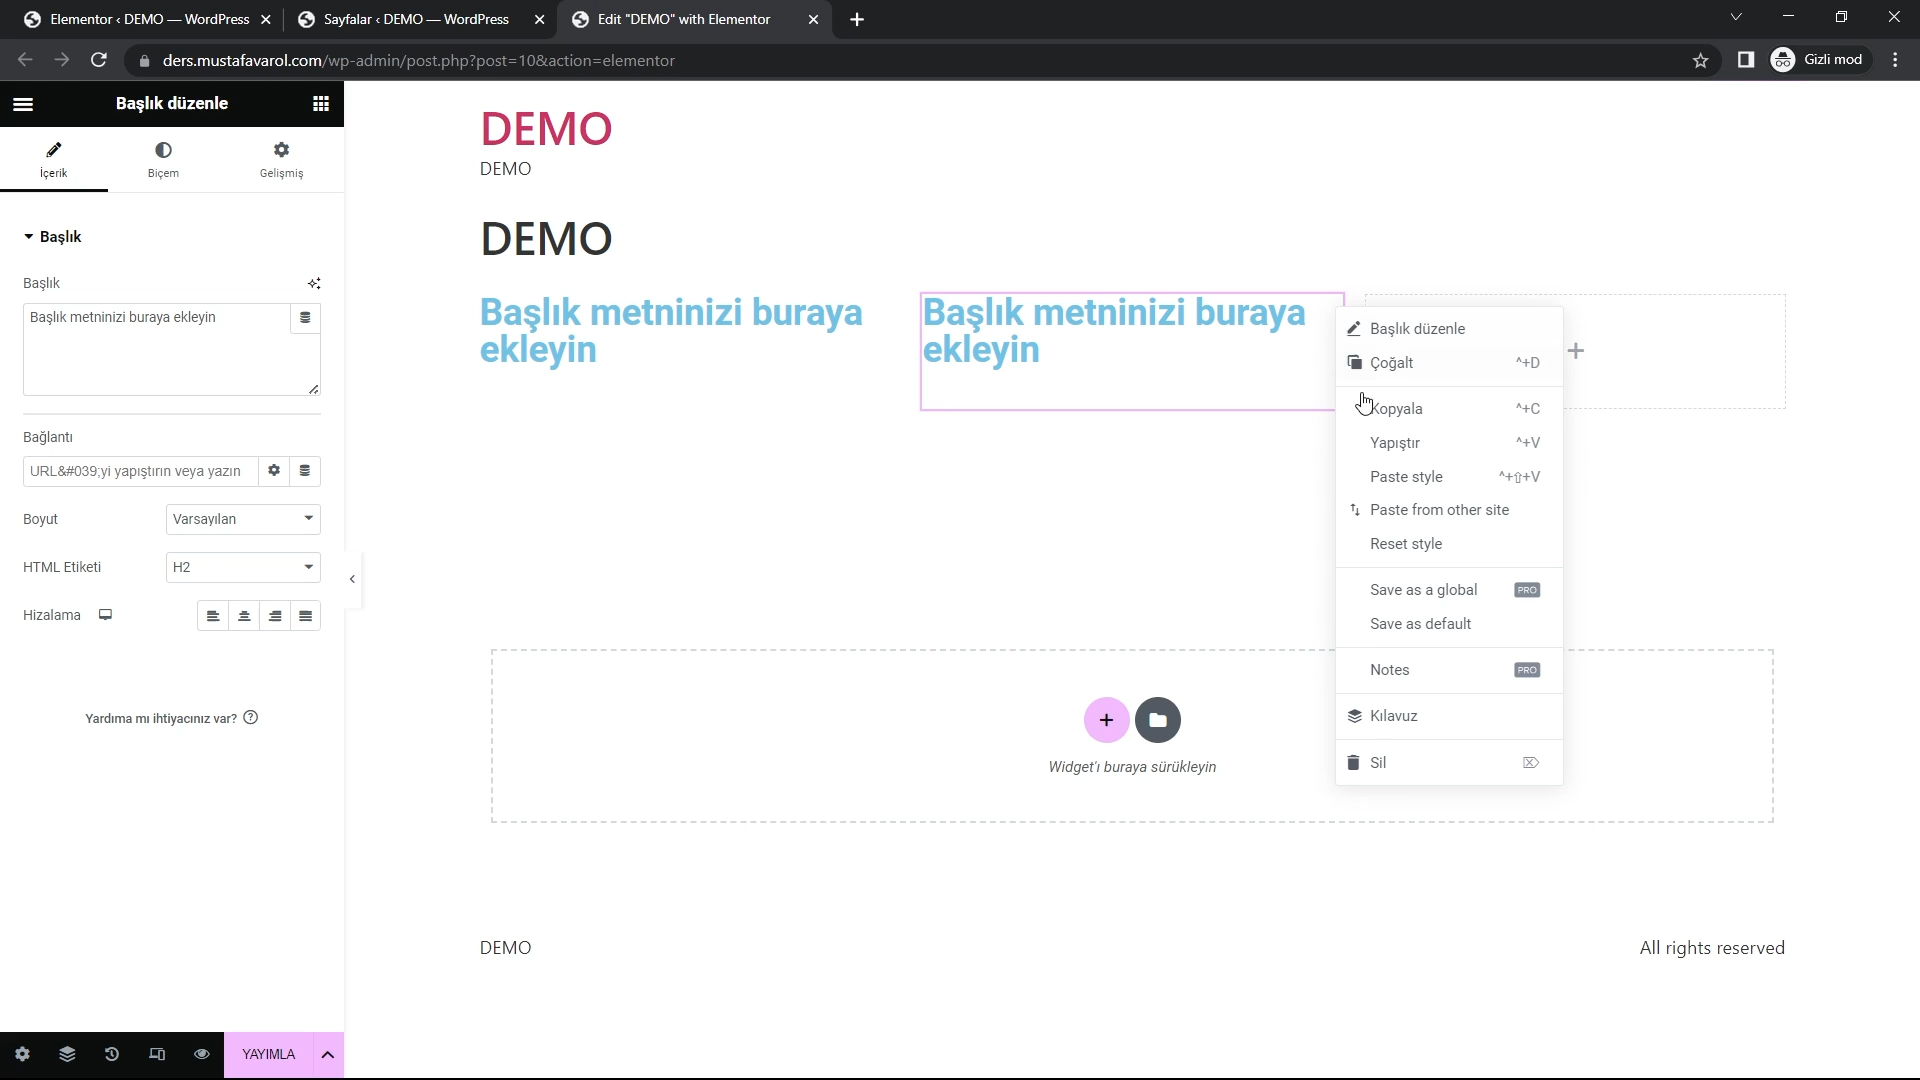 Elementor ‹ DEMO — WordPress
Sayfalar ‹ DEMO — WordPress
Edit "DEMO" with Elementor
ders.mustafavarol.com/wp-admin/post.php?post=10&action=elementor
Gizli mod
Başlık düzenle
İçerik
Biçem
Gelişmiş
Başlık
Başlık
Başlık metninizi buraya ekleyin
Bağlantı
URL&#039;yi yapıştırın veya yazın
Boyut
Varsayılan
HTML Etiketi
H2
Hizalama
Yardıma mı ihtiyacınız var?
YAYIMLA
DEMO
DEMO
DEMO
Başlık metninizi buraya
ekleyin
Başlık metninizi buraya
ekleyin
Başlık düzenle
Çoğalt ^+D
Kopyala ^+C
Yapıştır ^+V
Paste style ^+⇧+V
Paste from other site
Reset style
Save as a global PRO
Save as default
Notes PRO
Kılavuz
Sil ⌦
Widget'ı buraya sürükleyin
DEMO
All rights reserved